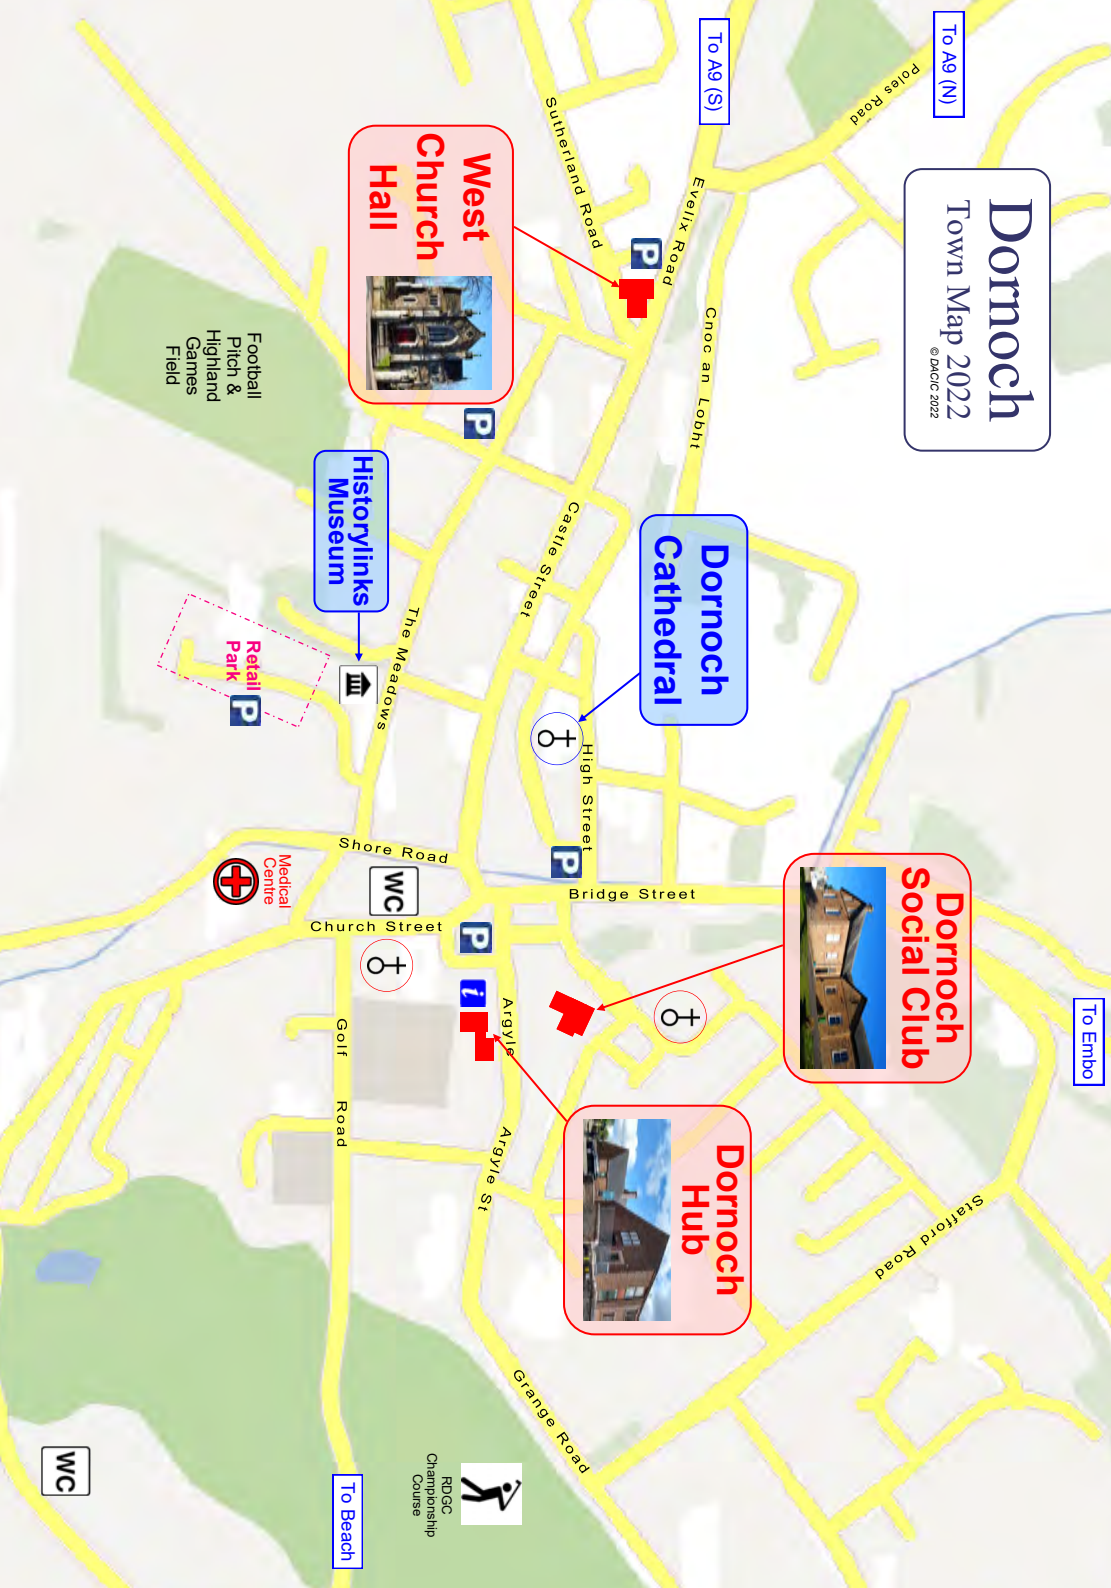 Dornoch
Town Map 2022
© DACIC 2022
To A9 (N)
To A9 (S)
Poles Road
Evelix Road
Sutherland Road
Cnoc an Lobht
P
West
Church
Hall
P
Football
Pitch &
Highland
Games
Field
Historylinks
Museum
Castle Street
Dornoch
Cathedral
The Meadows
Retail
Park
P
High Street
P
Shore Road
Medical
Centre
WC
Bridge Street
Church Street
P
i
Dornoch
Social Club
To Embo
Argyle
Golf Road
Argyle St
Dornoch
Hub
Stafford Road
Grange Road
RDGC
Championship
Course
To Beach
WC